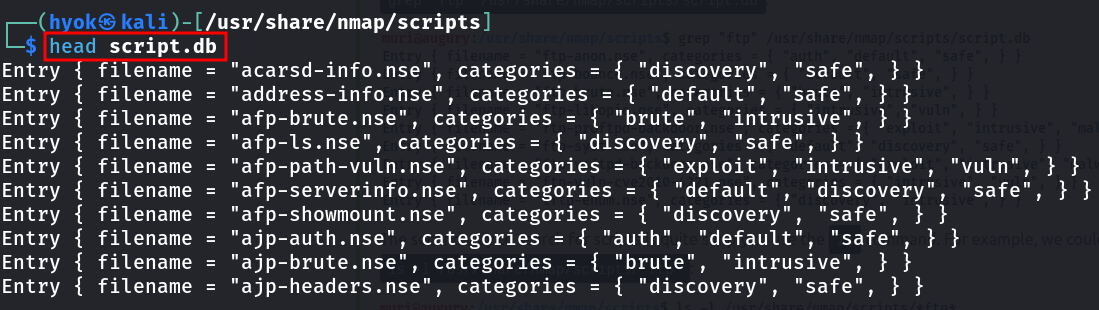 ┌──(hyok㉿kali)-[/usr/share/nmap/scripts]
└─$ head script.db
Entry { filename = "acarsd-info.nse", categories = { "discovery", "safe", } }
Entry { filename = "address-info.nse", categories = { "default", "safe", } }
Entry { filename = "afp-brute.nse", categories = { "brute", "intrusive", } }
Entry { filename = "afp-ls.nse", categories = { "discovery", "safe", } }
Entry { filename = "afp-path-vuln.nse", categories = { "exploit", "intrusive", "vuln", } }
Entry { filename = "afp-serverinfo.nse", categories = { "default", "discovery", "safe", } }
Entry { filename = "afp-showmount.nse", categories = { "discovery", "safe", } }
Entry { filename = "ajp-auth.nse", categories = { "auth", "default", "safe", } }
Entry { filename = "ajp-brute.nse", categories = { "brute", "intrusive", } }
Entry { filename = "ajp-headers.nse", categories = { "discovery", "safe", } }